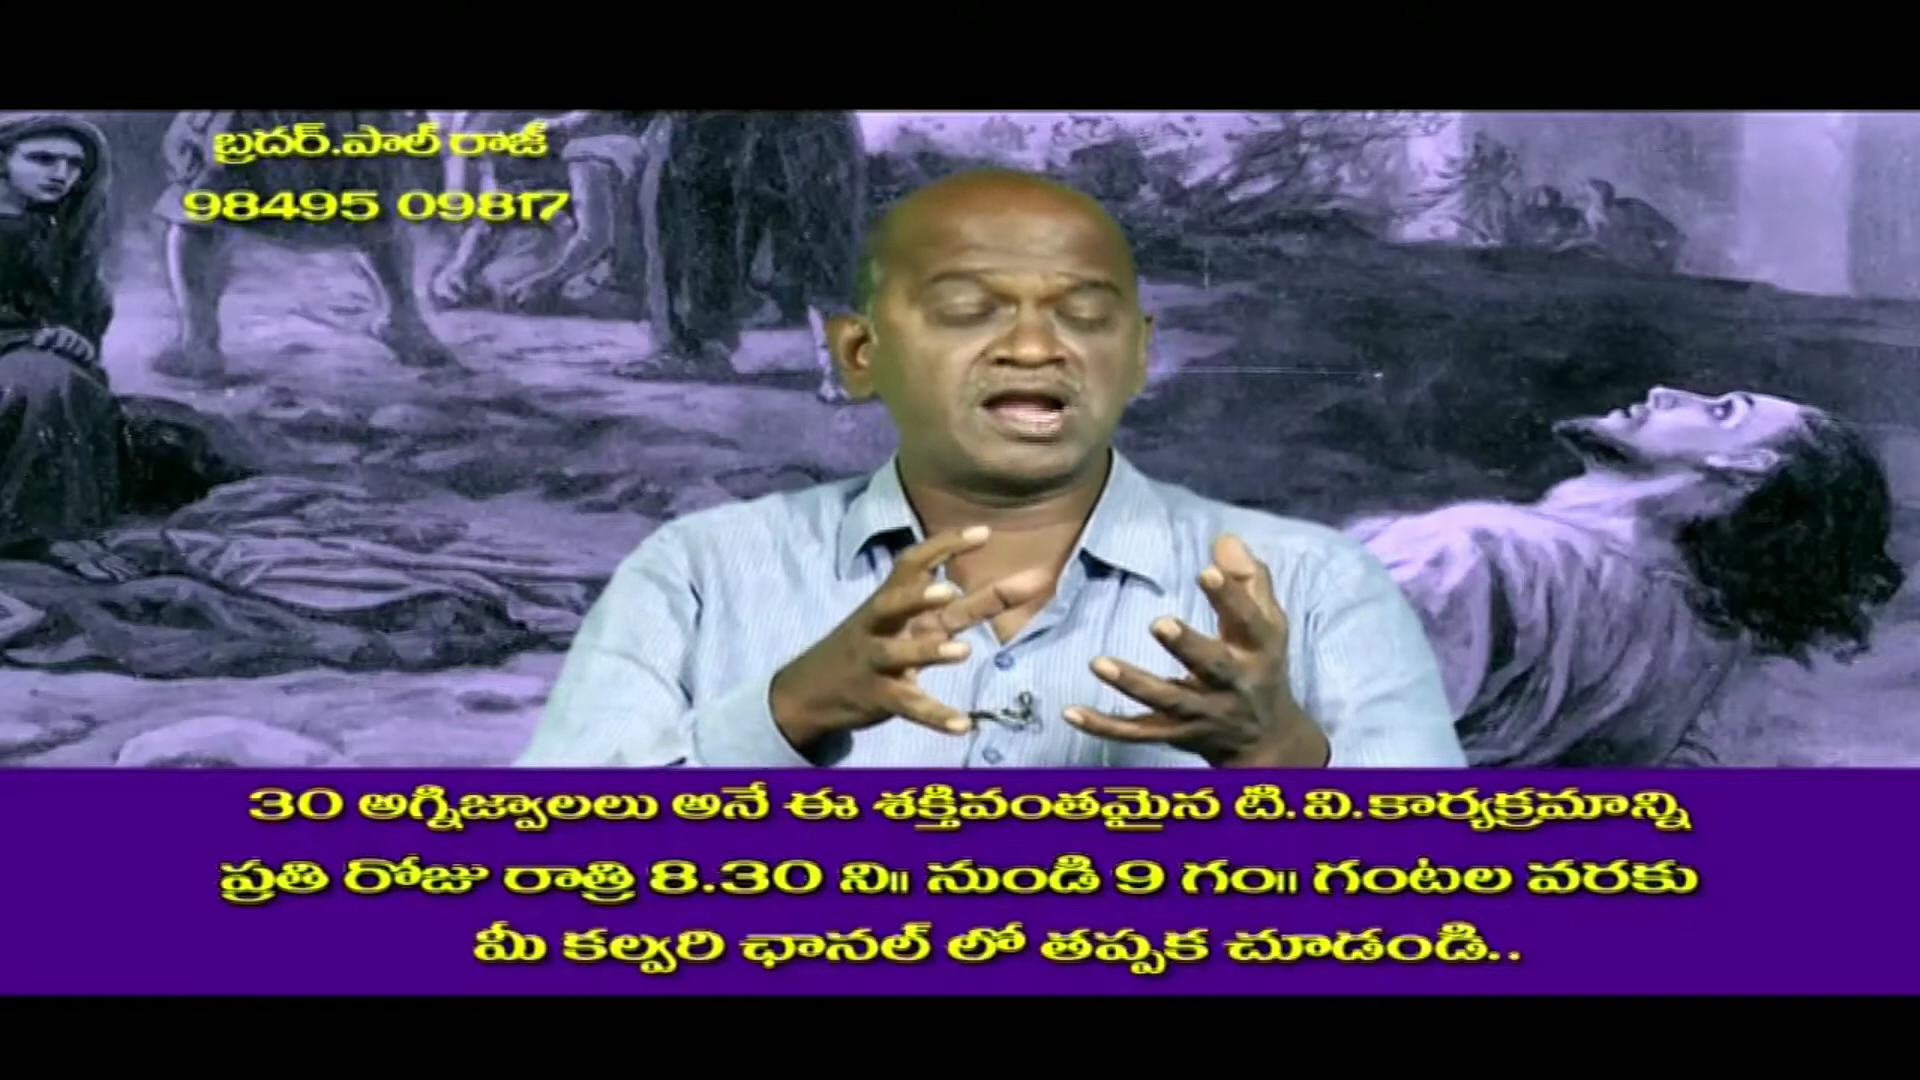 బ్రదర్.పాల్ రాజ్
98495 09817
30 అగ్నిజ్వాలలు అనే ఈ శక్తివంతమైన టి.వి.కార్యక్రమాన్ని
ప్రతి రోజు రాత్రి 8.30 ని॥ నుండి 9 గం॥ గంటల వరకు
మీ కల్వరి ఛానల్ లో తప్పక చూడండి..